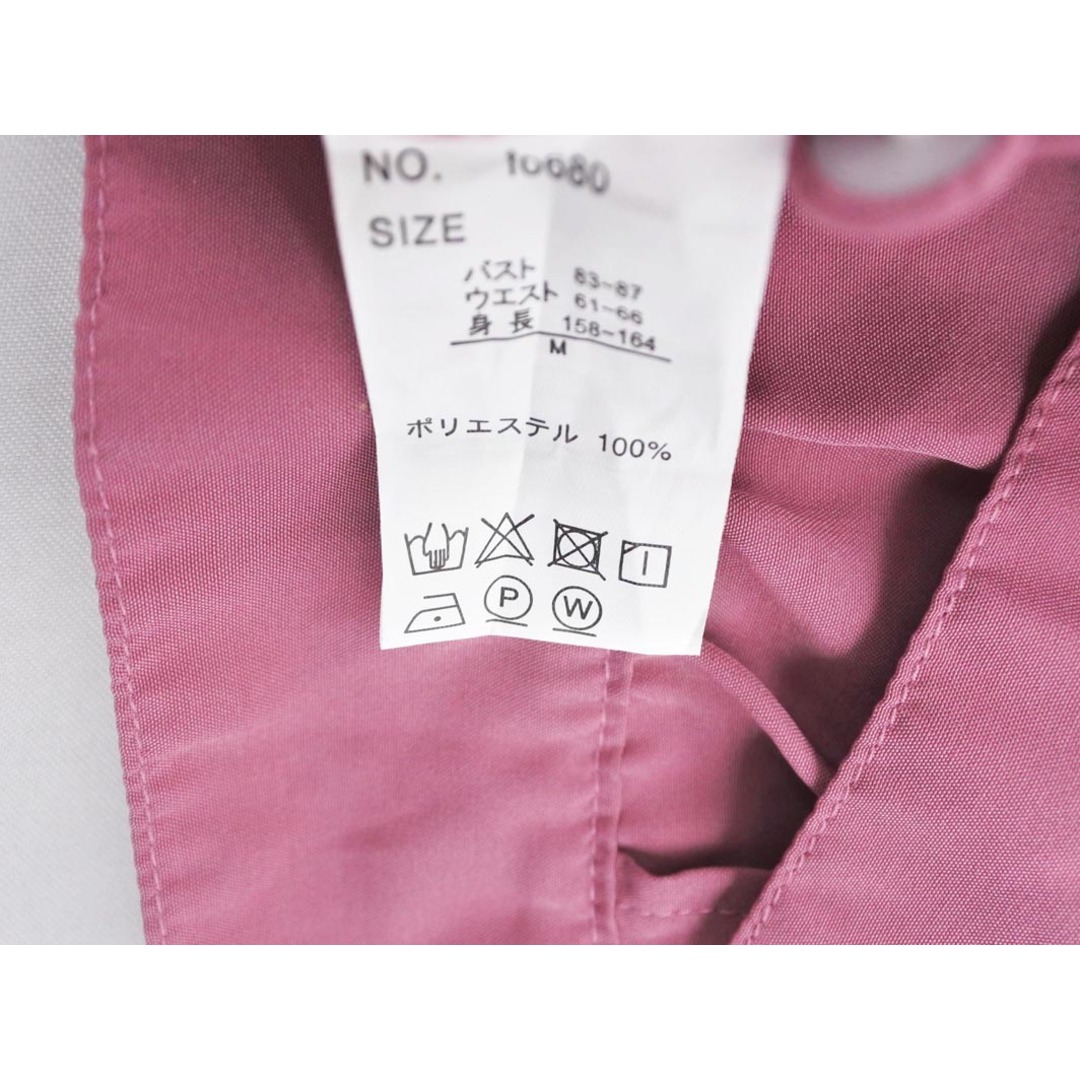 NO. 10680
SIZE
バスト 83-87
ウエスト 61-66
身長 158-164
M
ポリエステル 100%
P W